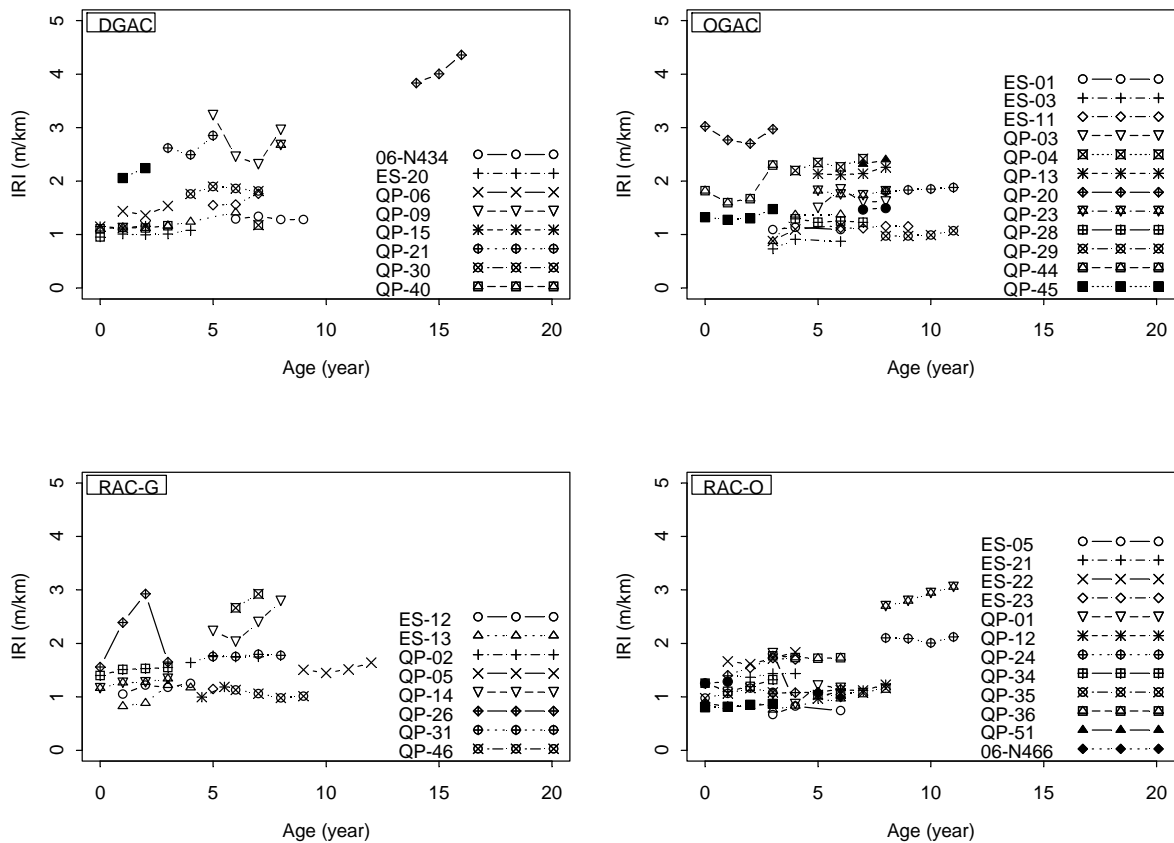 DGAC
IRI (m/km)
5
4
3
2
1
0
0 5 10 15 20
Age (year)
06-N434
ES-20
QP-06
QP-09
QP-15
QP-21
QP-30
QP-40
OGAC
IRI (m/km)
5
4
3
2
1
0
0 5 10 15 20
Age (year)
ES-01
ES-03
ES-11
QP-03
QP-04
QP-13
QP-20
QP-23
QP-28
QP-29
QP-44
QP-45
RAC-G
IRI (m/km)
5
4
3
2
1
0
0 5 10 15 20
Age (year)
ES-12
ES-13
QP-02
QP-05
QP-14
QP-26
QP-31
QP-46
RAC-O
IRI (m/km)
5
4
3
2
1
0
0 5 10 15 20
Age (year)
ES-05
ES-21
ES-22
ES-23
QP-01
QP-12
QP-24
QP-34
QP-35
QP-36
QP-51
06-N466